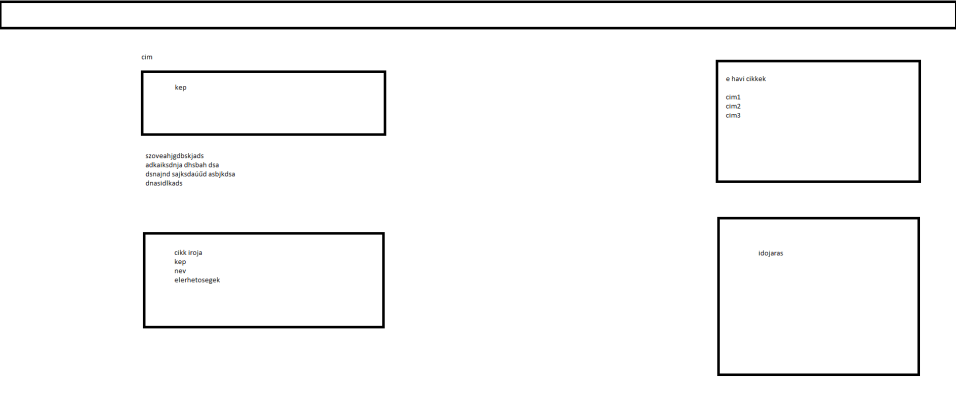 cim
kep
szoveahjgdbskjads
adkaiksdnja dhsbah dsa
dsnajnd sajksdaúűd asbjkdsa
dnasidlkads
cikk iroja
kep
nev
elerhetosegek
e havi cikkek
cim1
cim2
cim3
idojaras